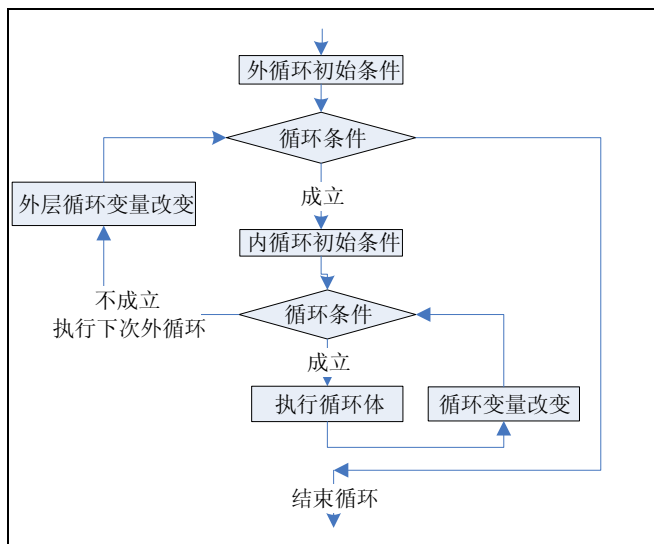 外循环初始条件
循环条件
成立
外层循环变量改变
内循环初始条件
不成立
执行下次外循环
循环条件
成立
执行循环体
循环变量改变
结束循环